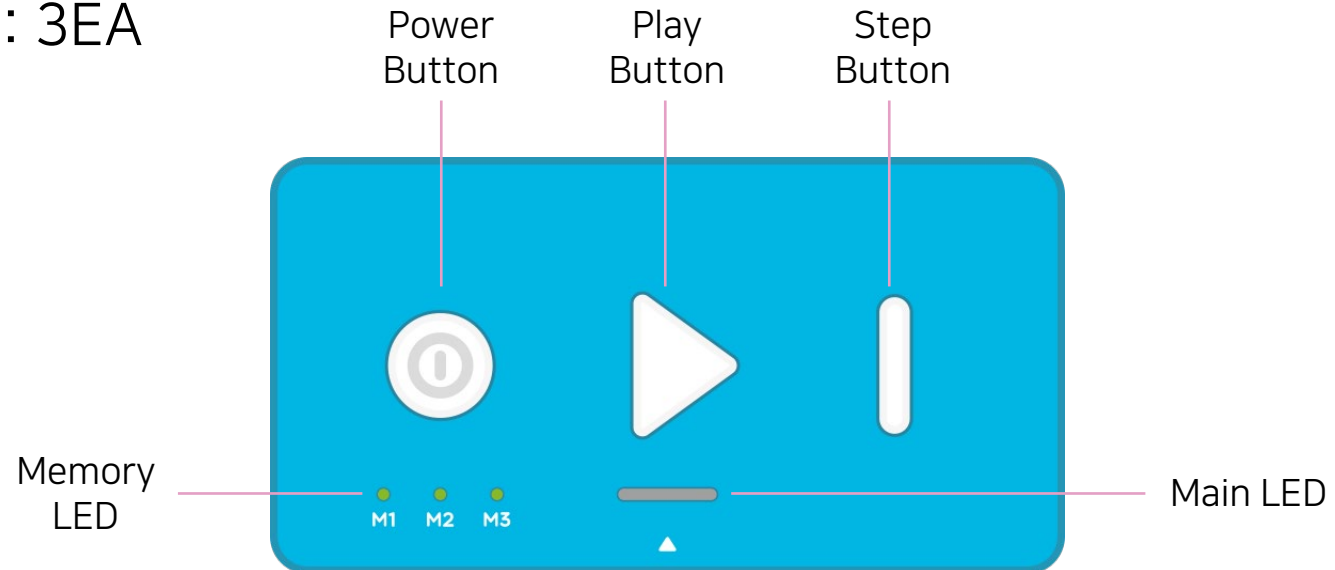 : 3EA
Power
Button
Play
Button
Step
Button
Memory
LED
M1 M2 M3
Main LED